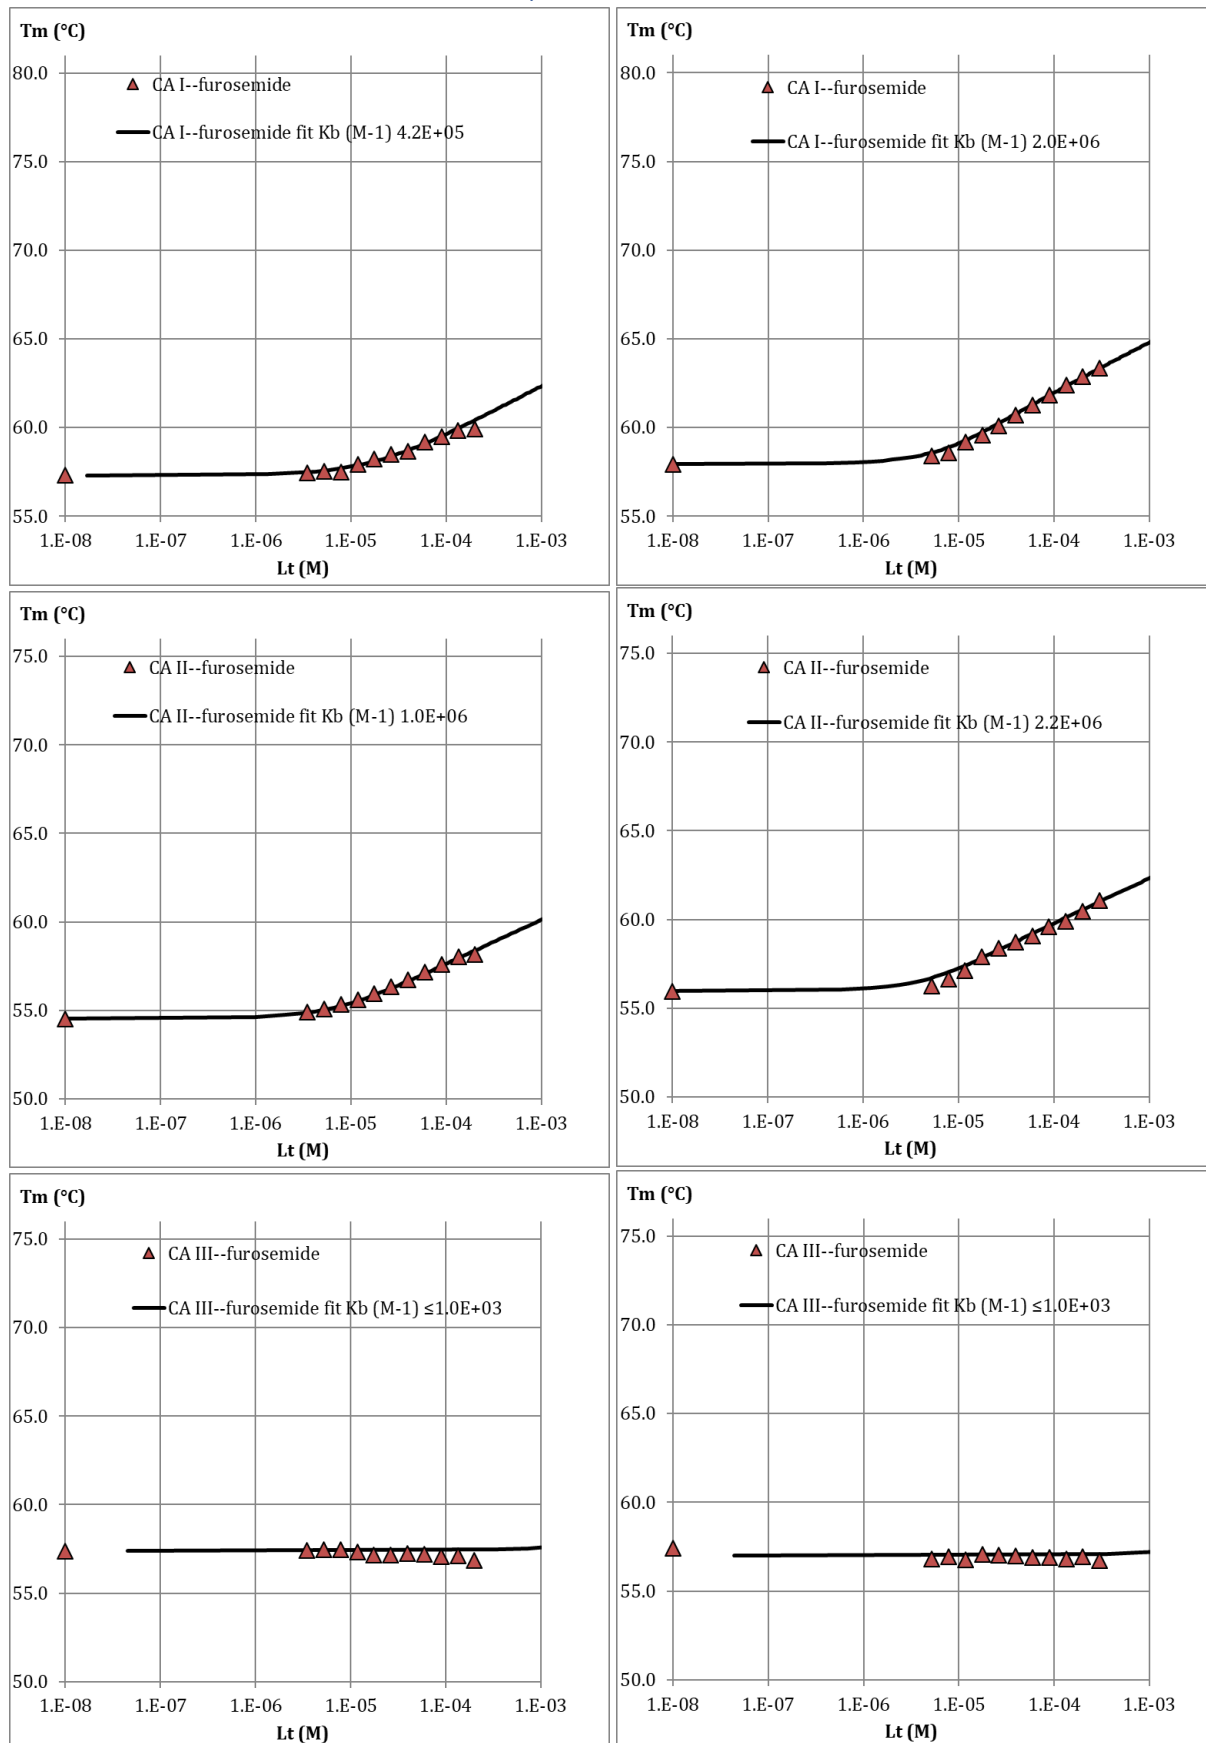 Tm (°C)
80.0
75.0
70.0
65.0
60.0
55.0
CA I--furosemide
CA I--furosemide fit Kb (M-1) 4.2E+05
1.E-08 1.E-07 1.E-06 1.E-05 1.E-04 1.E-03
Lt (M)
Tm (°C)
80.0
75.0
70.0
65.0
60.0
55.0
CA I--furosemide
CA I--furosemide fit Kb (M-1) 2.0E+06
1.E-08 1.E-07 1.E-06 1.E-05 1.E-04 1.E-03
Lt (M)
Tm (°C)
75.0
70.0
65.0
60.0
55.0
50.0
CA II--furosemide
CA II--furosemide fit Kb (M-1) 1.0E+06
1.E-08 1.E-07 1.E-06 1.E-05 1.E-04 1.E-03
Lt (M)
Tm (°C)
75.0
70.0
65.0
60.0
55.0
50.0
CA II--furosemide
CA II--furosemide fit Kb (M-1) 2.2E+06
1.E-08 1.E-07 1.E-06 1.E-05 1.E-04 1.E-03
Lt (M)
Tm (°C)
75.0
70.0
65.0
60.0
55.0
50.0
CA III--furosemide
CA III--furosemide fit Kb (M-1) ≤1.0E+03
1.E-08 1.E-07 1.E-06 1.E-05 1.E-04 1.E-03
Lt (M)
Tm (°C)
75.0
70.0
65.0
60.0
55.0
50.0
CA III--furosemide
CA III--furosemide fit Kb (M-1) ≤1.0E+03
1.E-08 1.E-07 1.E-06 1.E-05 1.E-04 1.E-03
Lt (M)